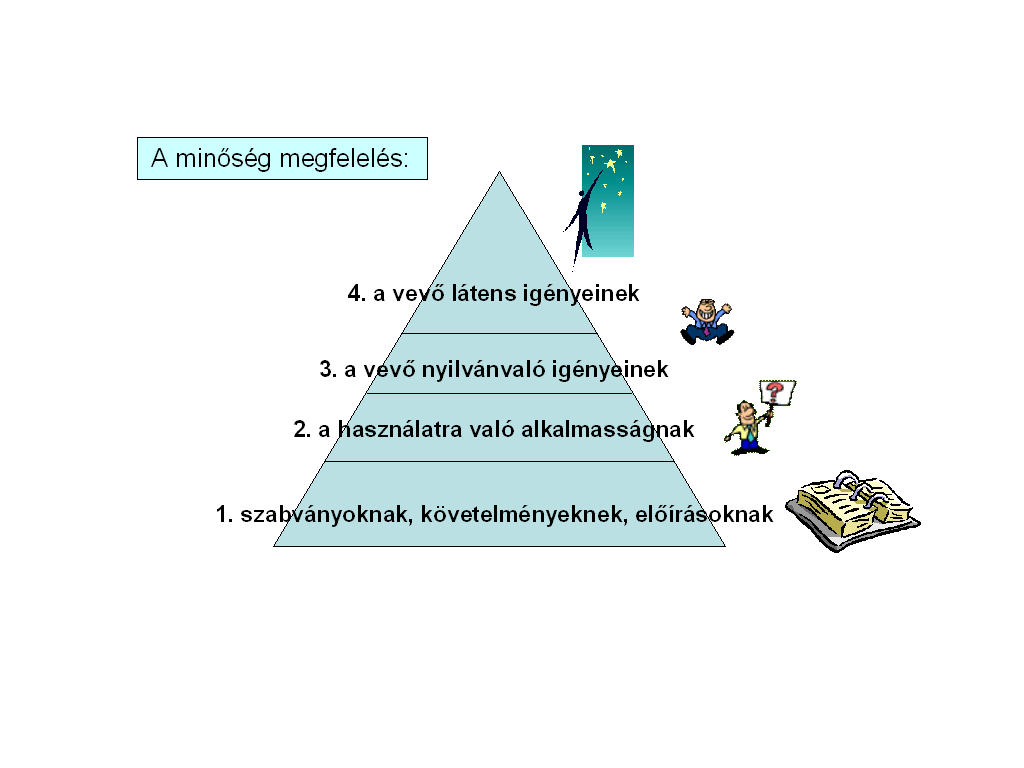 A minőség megfelelés:
4. a vevő látens igényeinek
3. a vevő nyilvánvaló igényeinek
?
2. a használatra való alkalmasságnak
1. szabványoknak, követelményeknek, előírásoknak